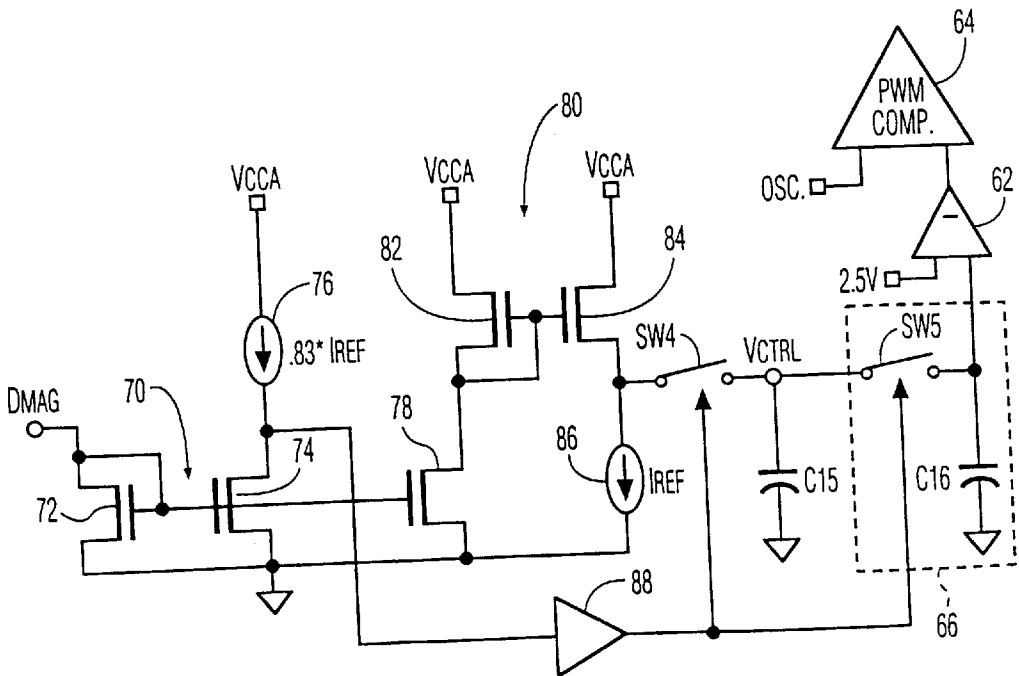 64
PWM
COMP.
80
VCCA
VCCA
VCCA
OSC.
62
82
84
2.5V
76
.83* IREF
SW4
VCTRL
SW5
DMAG
70
78
86
74
IREF
C15
C16
72
88
66